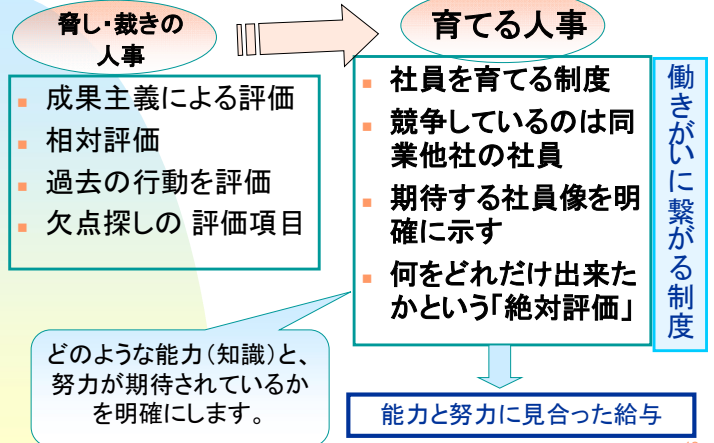 脅し・裁きの
人事
育てる人事
成果主義による評価
相対評価
過去の行動を評価
欠点探しの 評価項目
社員を育てる制度
競争しているのは同
業他社の社員
期待する社員像を明
確に示す
何をどれだけ出来た
かという「絶対評価」
働きがいに繋がる制度
どのような能力（知識）と、
努力が期待されているか
を明確にします。
能力と努力に見合った給与